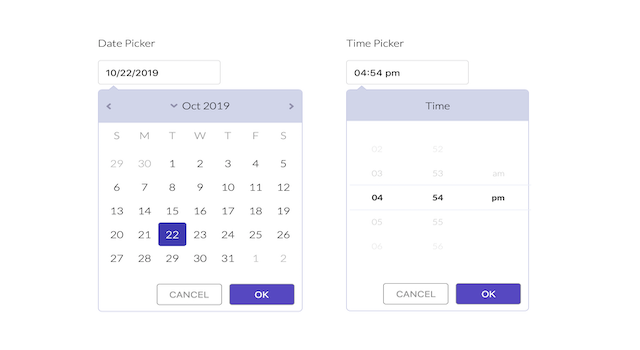 Date Picker
10/22/2019
Oct 2019
S M T W T F S
29 30 1 2 3 4 5
6 7 8 9 10 11 12
13 14 15 16 17 18 19
20 21 22 23 24 25 26
27 28 29 30 31 1 2
CANCEL OK
Time Picker
04:54 pm
Time
02 52
03 53 am
04 54 pm
05 55
06 56
CANCEL OK